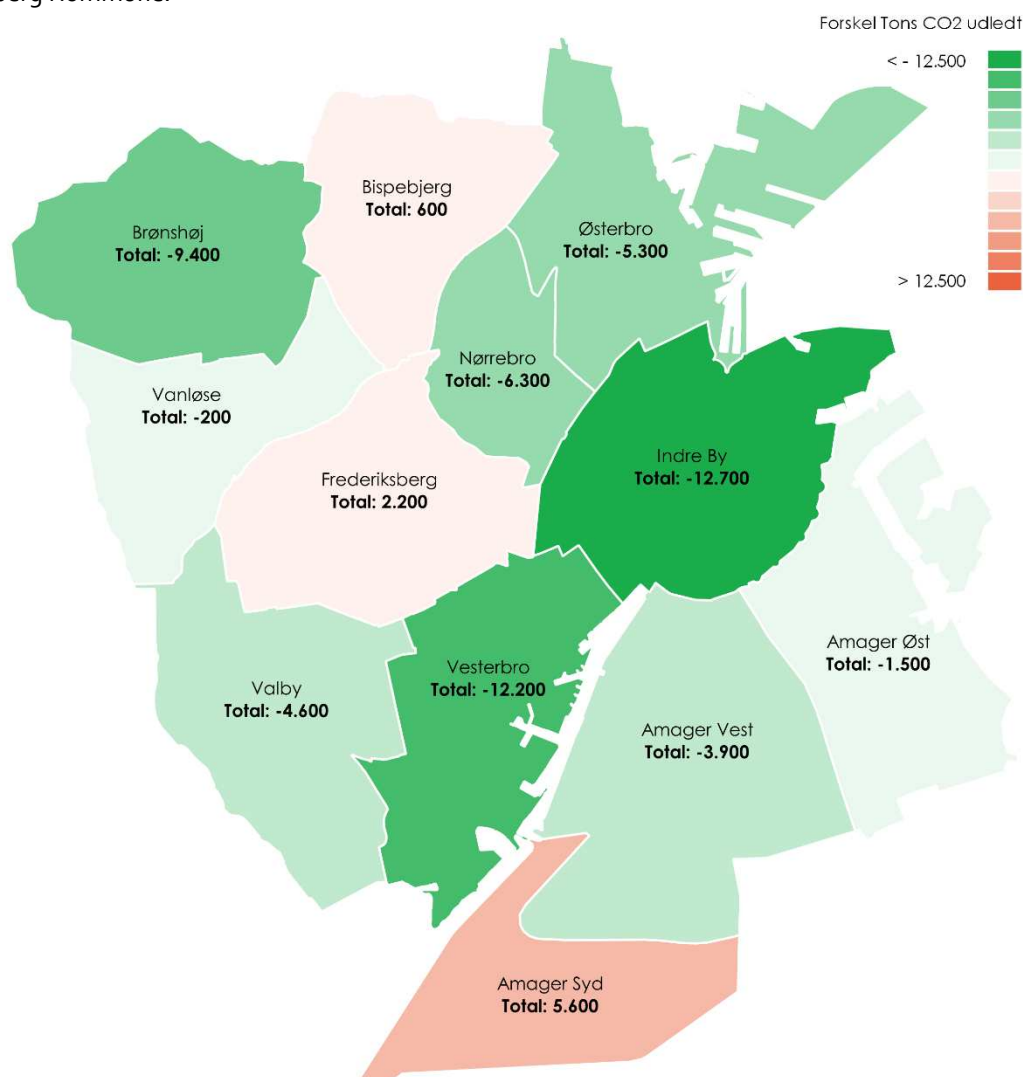 berg Kommune.
Forskel Tons CO2 udledt
< - 12.500
> 12.500
Bispebjerg
Total: 600
Brønshøj
Total: -9.400
Østerbro
Total: -5.300
Nørrebro
Total: -6.300
Vanløse
Total: -200
Indre By
Total: -12.700
Frederiksberg
Total: 2.200
Amager Øst
Total: -1.500
Vesterbro
Total: -12.200
Valby
Total: -4.600
Amager Vest
Total: -3.900
Amager Syd
Total: 5.600